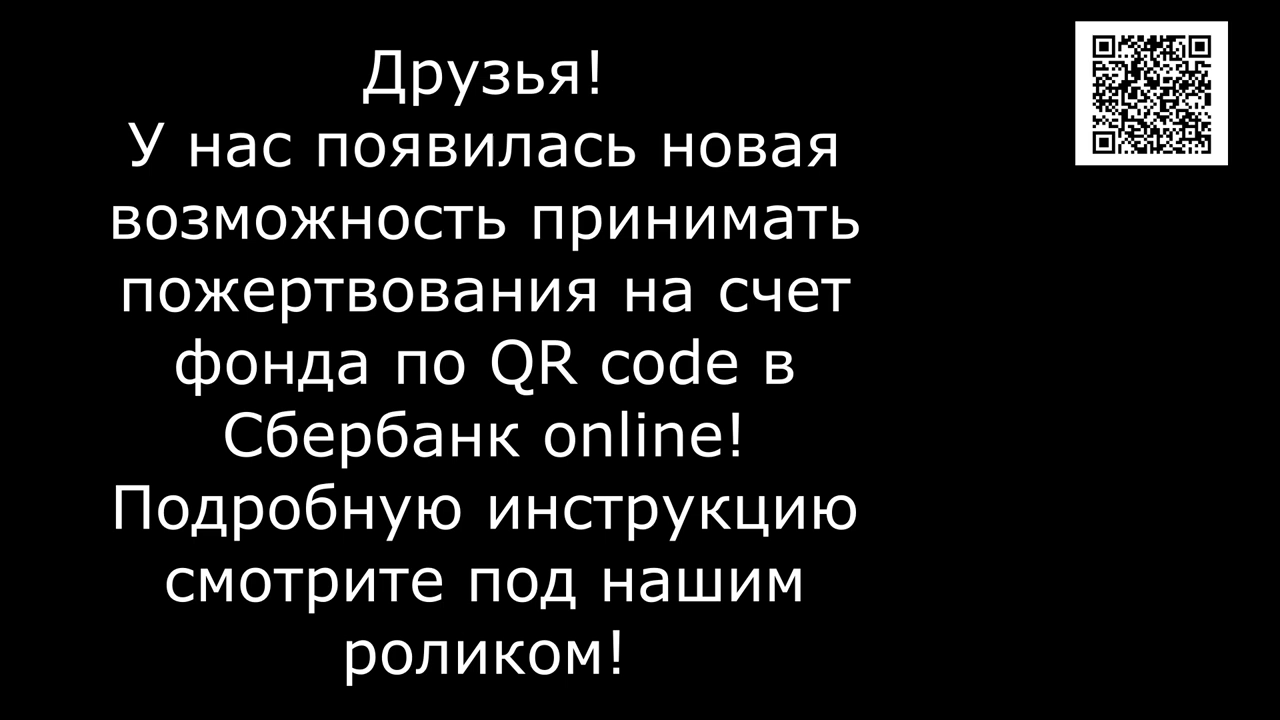 Друзья!
У нас появилась новая
возможность принимать
пожертвования на счет
фонда по QR code в
Сбербанк online!
Подробную инструкцию
смотрите под нашим
роликом!